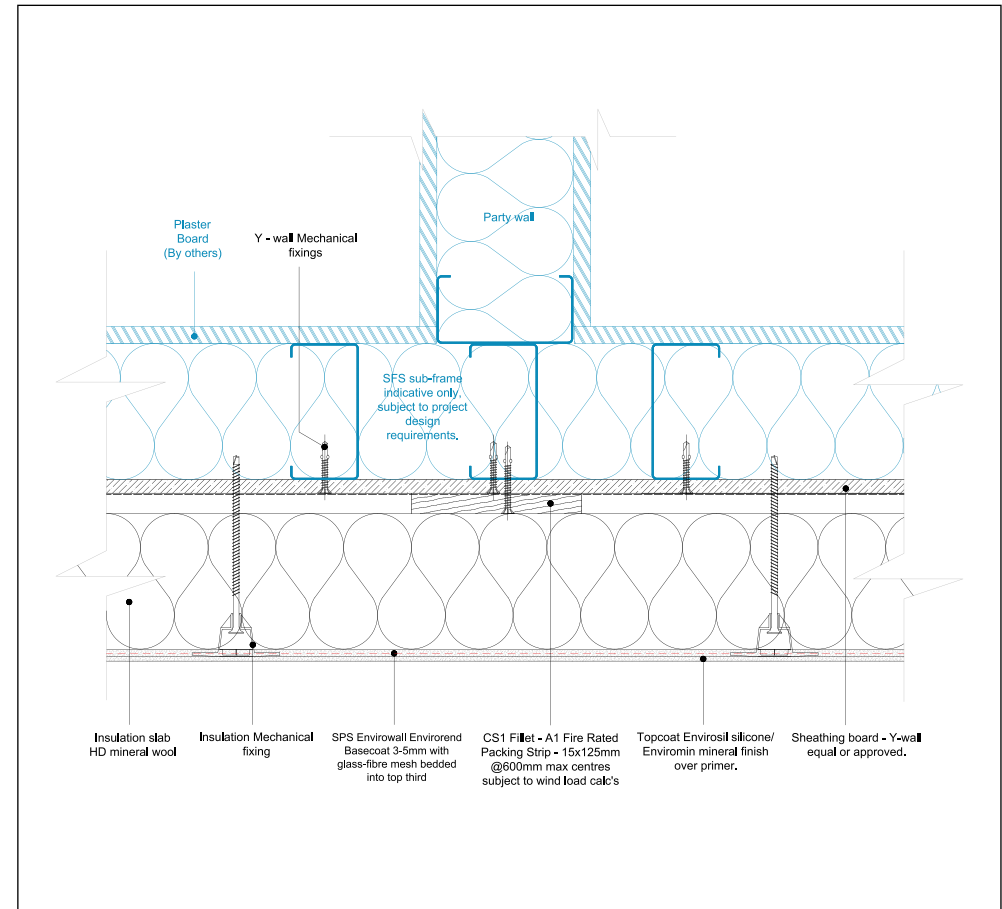 Party wall
Plaster
Board
(By others)
Y - wall Mechanical
fixings
SFS sub-frame
indicative only,
subject to project
design
requirements.
Insulation slab
HD mineral wool
Insulation Mechanical
fixing
SPS Envirowall Envirorend
Basecoat 3-5mm with
glass-fibre mesh bedded
into top third
CS1 Fillet - A1 Fire Rated
Packing Strip - 15x125mm
@600mm max centres
subject to wind load calc's
Topcoat Envirosil silicone/
Enviromin mineral finish
over primer.
Sheathing board - Y-wall
equal or approved.